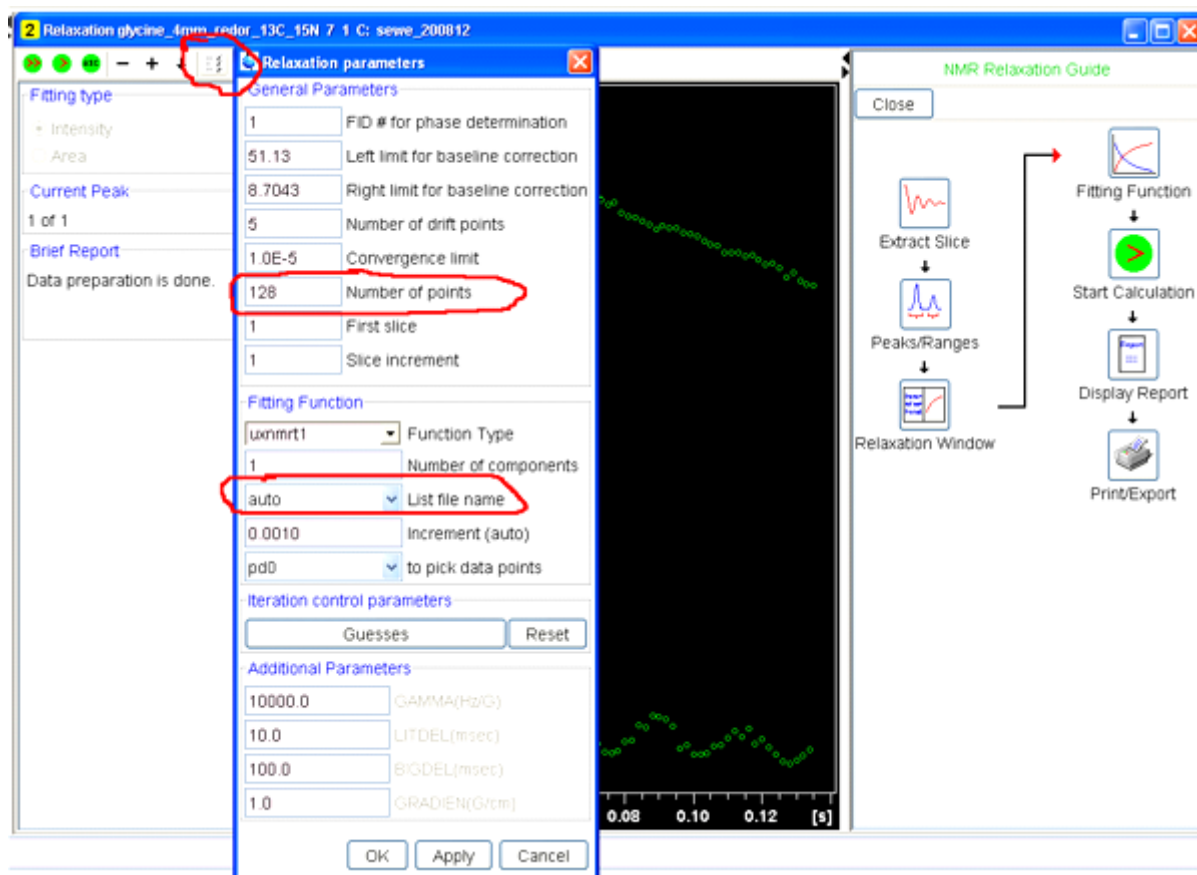 2 Relaxation glycine_4mm_redor_13C_15N 7 1 C: sewe_200812
Fitting type
Intensity
Area
Current Peak
1 of 1
Brief Report
Data preparation is done.
Relaxation parameters
General Parameters
1 FID # for phase determination
51.13 Left limit for baseline correction
8.7043 Right limit for baseline correction
5 Number of drift points
1.0E-5 Convergence limit
128 Number of points
1 First slice
1 Slice increment
Fitting Function
uxnmrt1 Function Type
1 Number of components
auto List file name
0.0010 Increment (auto)
pd0 to pick data points
Iteration control parameters
Guesses Reset
Additional Parameters
10000.0 GAMMA(Hz/G)
10.0 LITDEL(msec)
100.0 BIGDEL(msec)
1.0 GRADIEN(G/cm)
OK Apply Cancel
0.08 0.10 0.12 [s]
NMR Relaxation Guide
Close
Extract Slice
Peaks/Ranges
Relaxation Window
Fitting Function
Start Calculation
Display Report
Print/Export